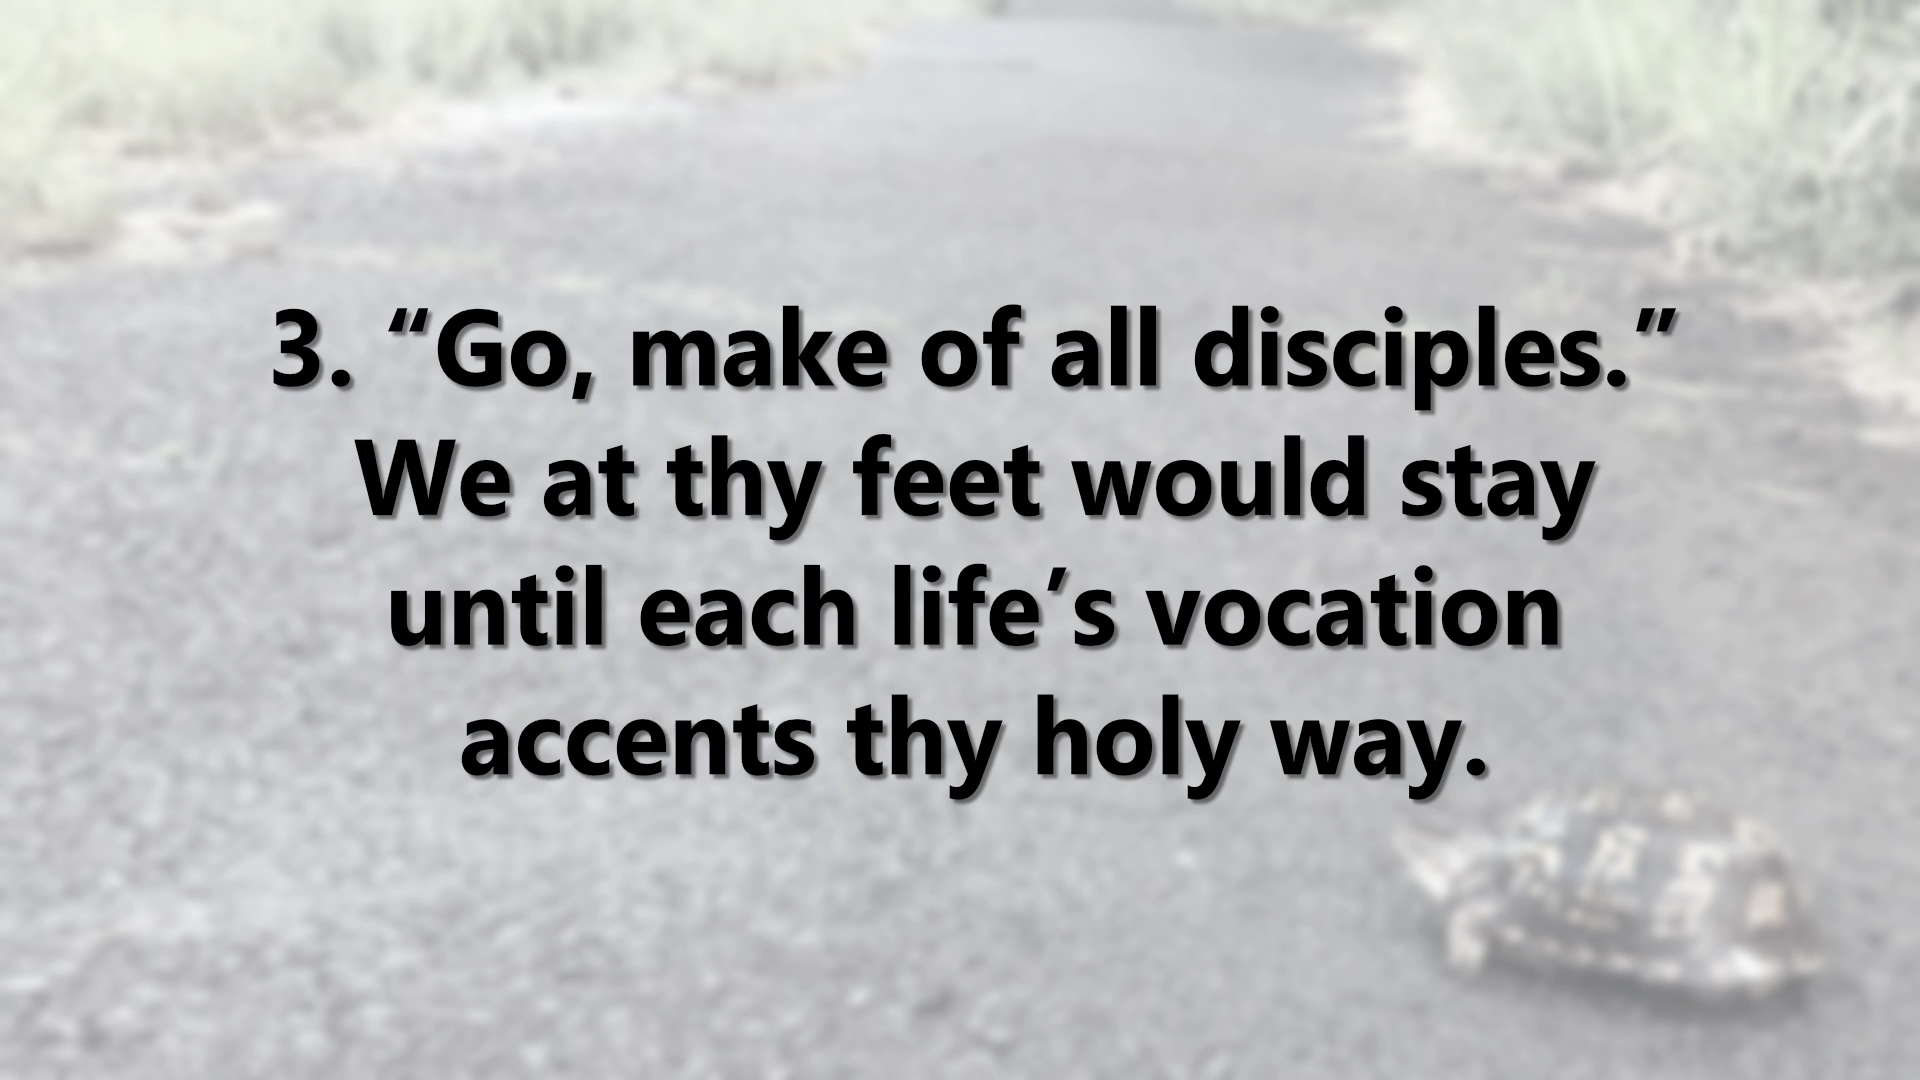 3. “Go, make of all disciples.”
We at thy feet would stay
until each life’s vocation
accents thy holy way.